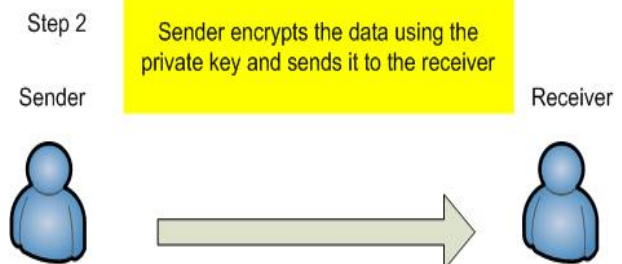 Step 2
Sender encrypts the data using the
private key and sends it to the receiver
Sender
Receiver